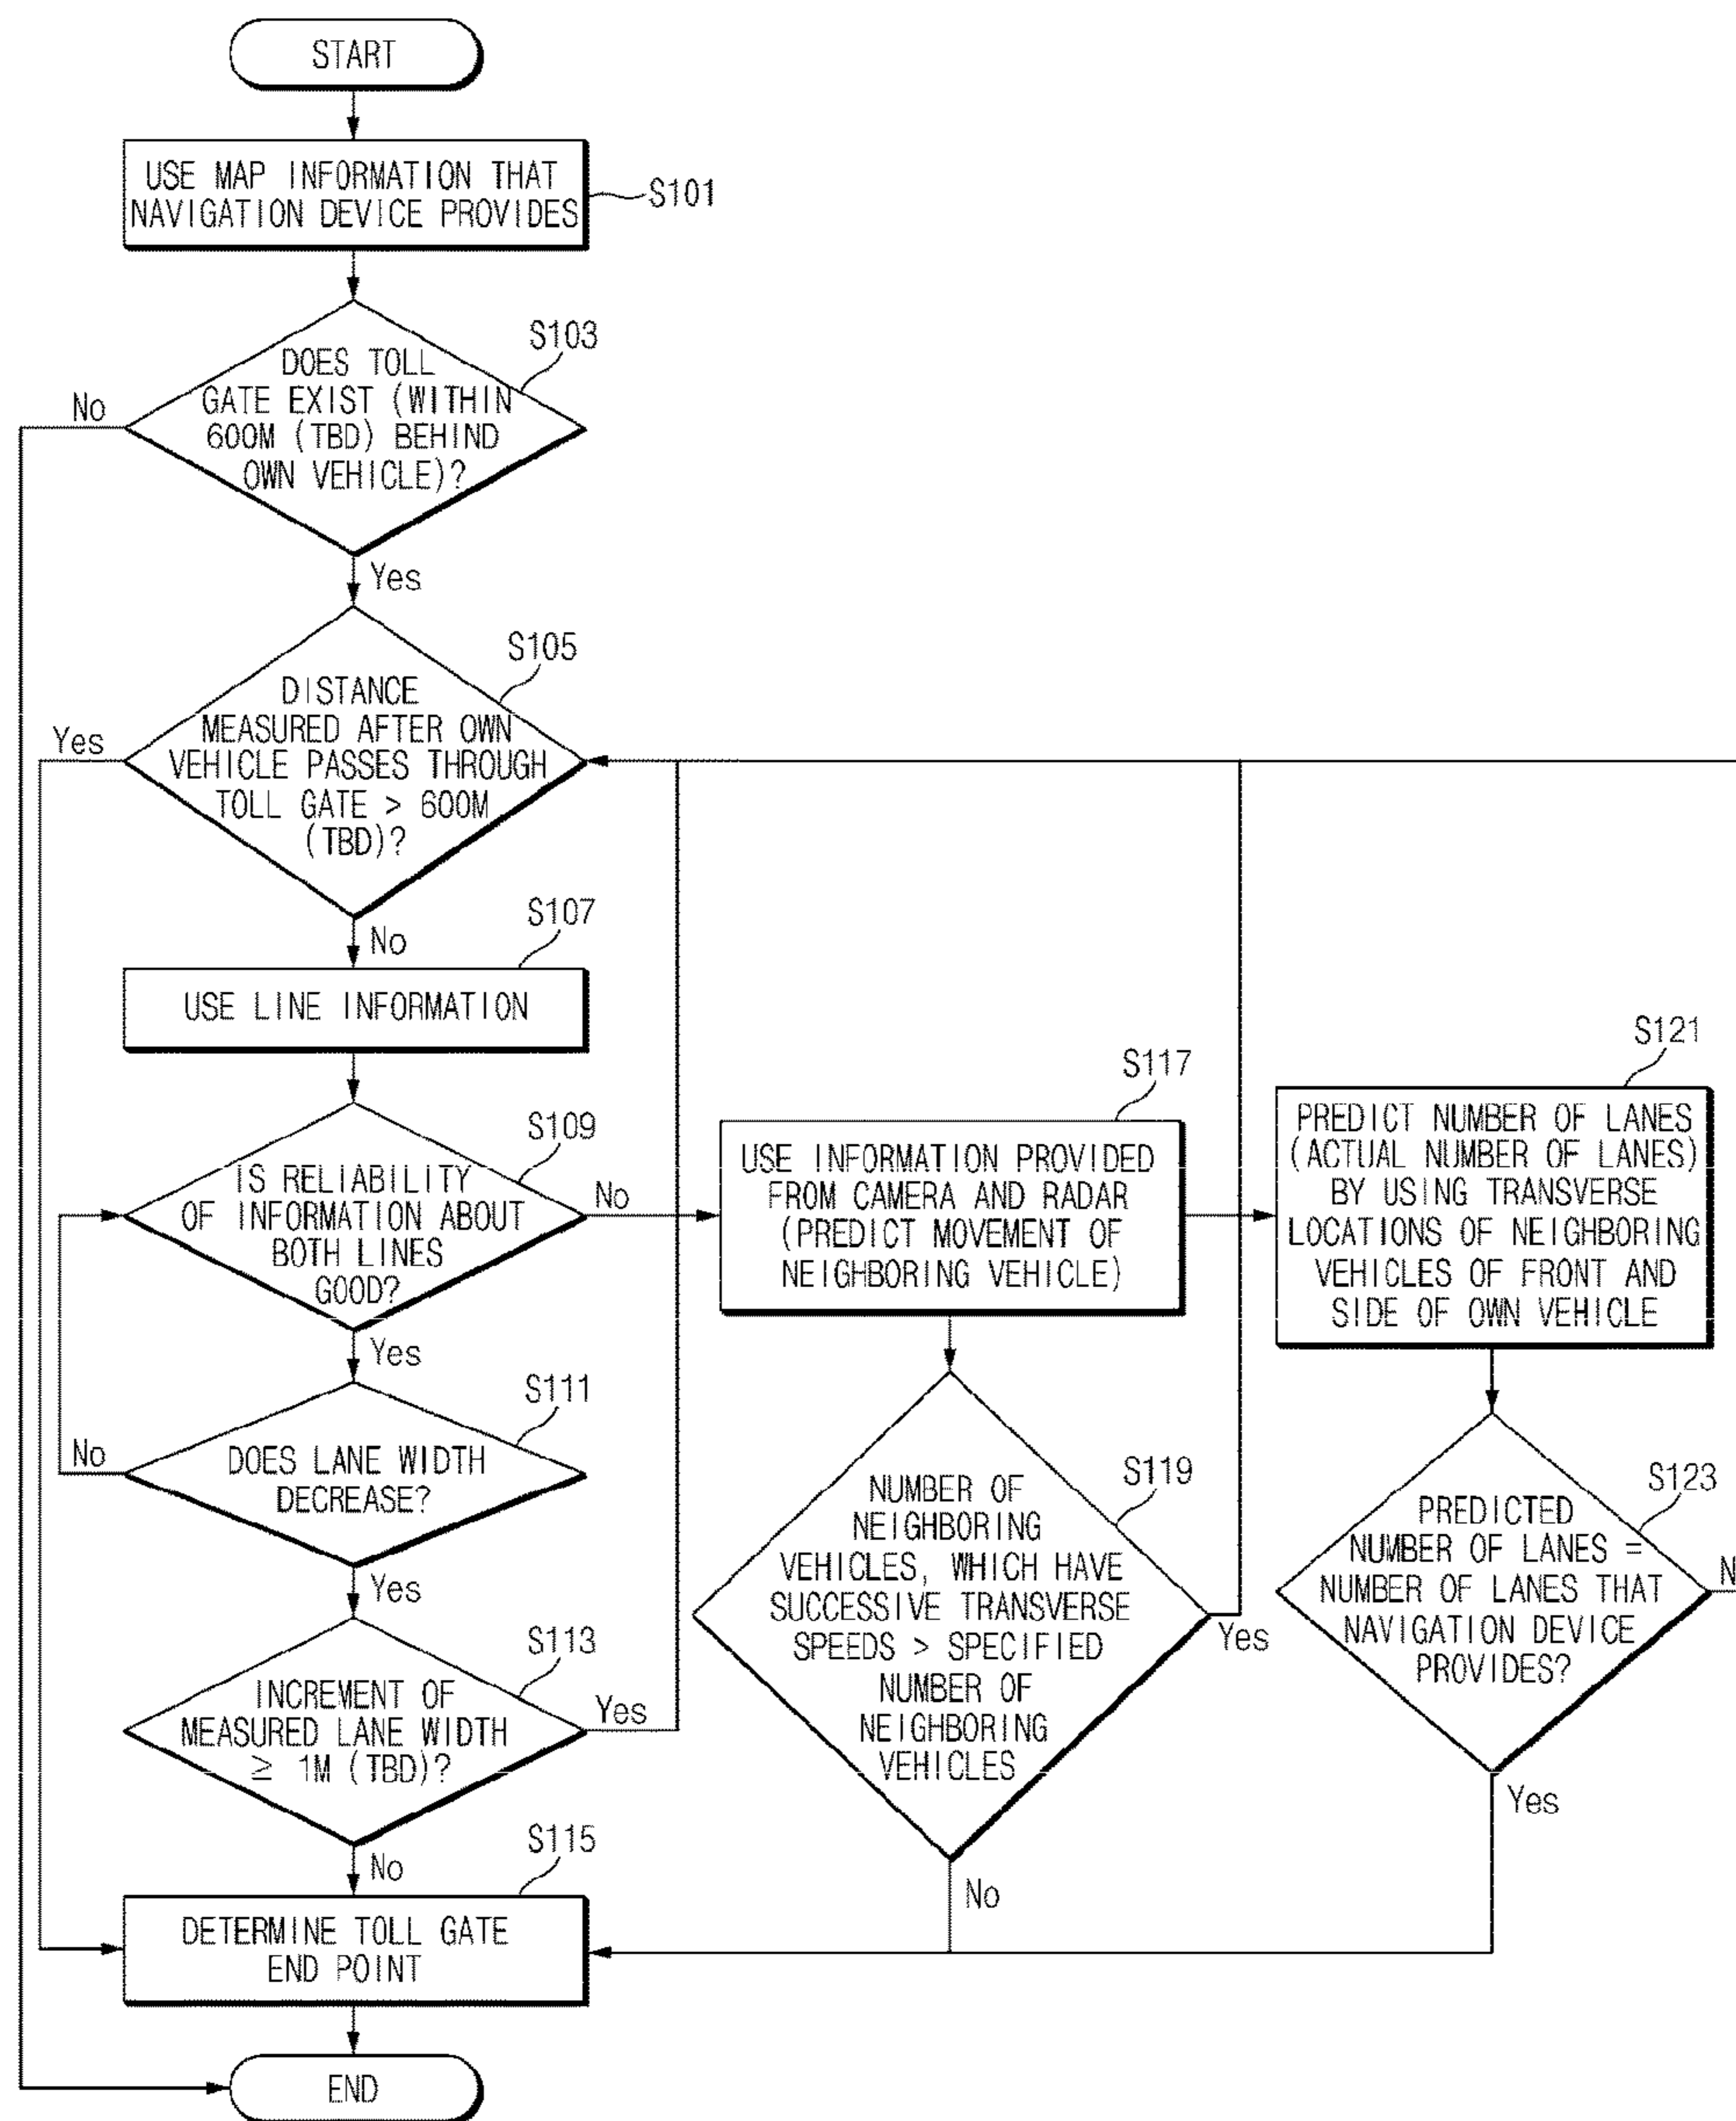 START
USE MAP INFORMATION THAT
NAVIGATION DEVICE PROVIDES
S101
S103
DOES TOLL
GATE EXIST (WITHIN
600M (TBD) BEHIND
OWN VEHICLE)?
No
Yes
S105
DISTANCE
MEASURED AFTER OWN
VEHICLE PASSES THROUGH
TOLL GATE > 600M
(TBD)?
Yes
No
S107
USE LINE INFORMATION
S109
IS RELIABILITY
OF INFORMATION ABOUT
BOTH LINES
GOOD?
No
Yes
S111
DOES LANE WIDTH
DECREASE?
No
Yes
S113
INCREMENT OF
MEASURED LANE WIDTH
≥ 1M (TBD)?
Yes
No
S115
DETERMINE TOLL GATE
END POINT
END
S117
USE INFORMATION PROVIDED
FROM CAMERA AND RADAR
(PREDICT MOVEMENT OF
NEIGHBORING VEHICLE)
S119
NUMBER OF
NEIGHBORING
VEHICLES, WHICH HAVE
SUCCESSIVE TRANSVERSE
SPEEDS > SPECIFIED
NUMBER OF
NEIGHBORING
VEHICLES
Yes
No
S121
PREDICT NUMBER OF LANES
(ACTUAL NUMBER OF LANES)
BY USING TRANSVERSE
LOCATIONS OF NEIGHBORING
VEHICLES OF FRONT AND
SIDE OF OWN VEHICLE
S123
PREDICTED
NUMBER OF LANES =
NUMBER OF LANES THAT
NAVIGATION DEVICE
PROVIDES?
N
Yes